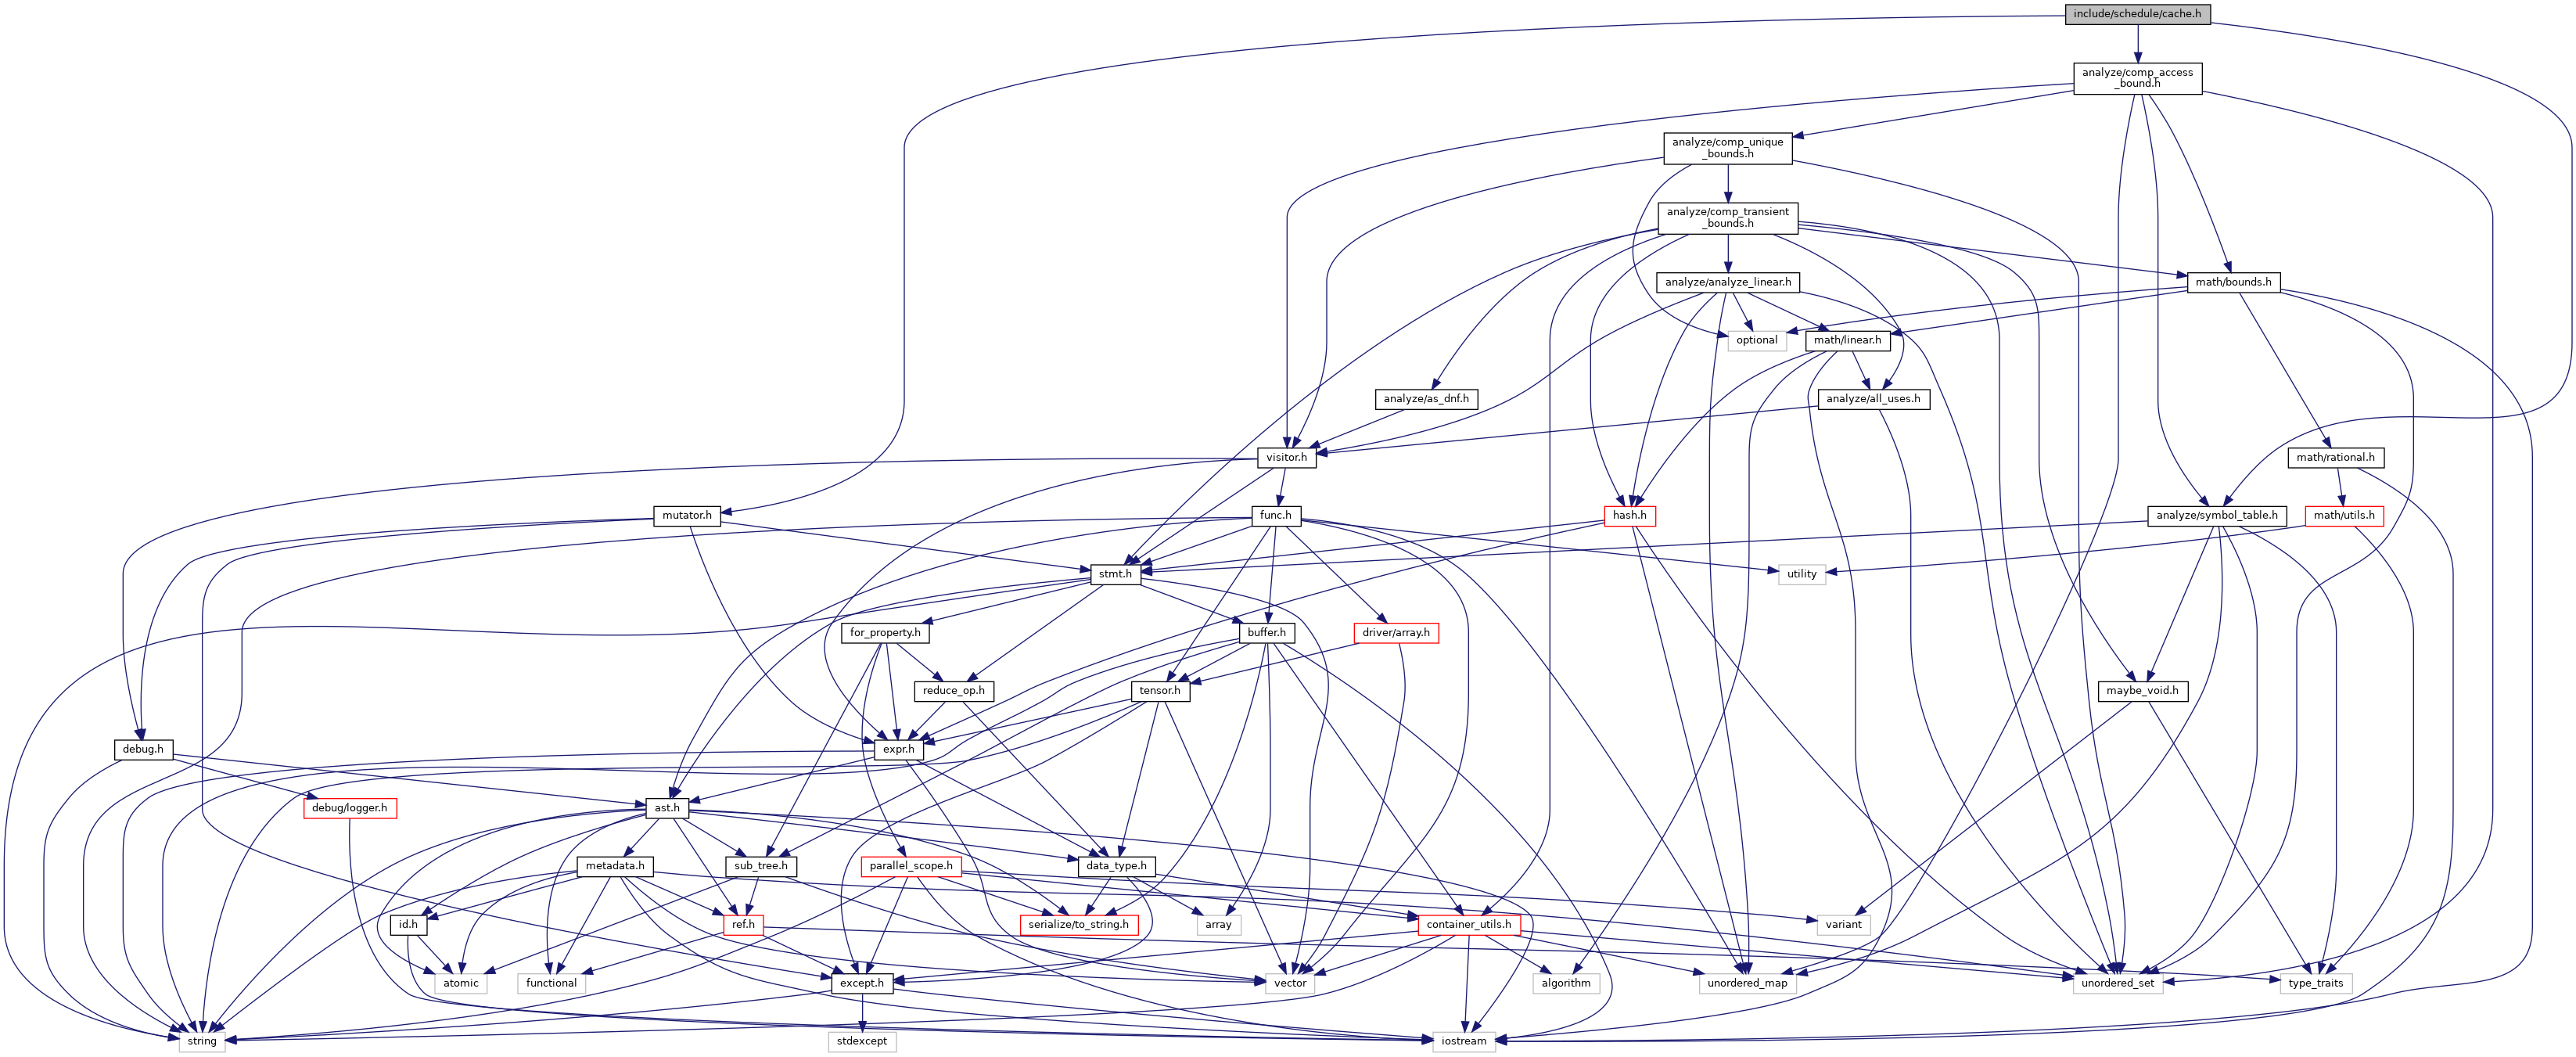 include/schedule/cache.h
analyze/comp_access
_bound.h
analyze/comp_unique
_bounds.h
analyze/comp_transient
_bounds.h
analyze/analyze_linear.h
math/bounds.h
optional
math/linear.h
analyze/as_dnf.h
analyze/all_uses.h
visitor.h
math/rational.h
mutator.h
func.h
hash.h
analyze/symbol_table.h
math/utils.h
stmt.h
utility
for_property.h
buffer.h
driver/array.h
reduce_op.h
tensor.h
maybe_void.h
debug.h
expr.h
debug/logger.h
ast.h
metadata.h
sub_tree.h
parallel_scope.h
data_type.h
id.h
ref.h
serialize/to_string.h
array
container_utils.h
variant
atomic
functional
except.h
vector
algorithm
unordered_map
unordered_set
type_traits
string
stdexcept
iostream